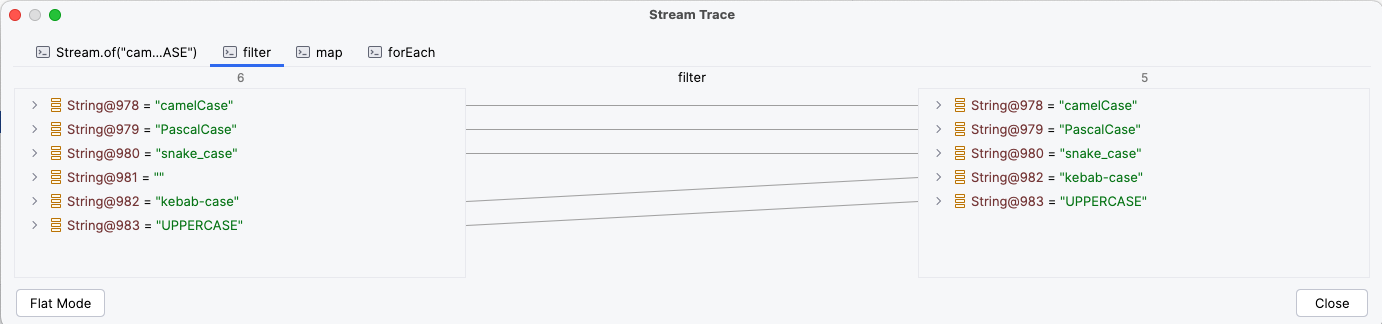 Stream Trace
Stream.of("cam...ASE") filter map forEach
6 filter 5
String@978 = "camelCase" String@978 = "camelCase"
String@979 = "PascalCase" String@979 = "PascalCase"
String@980 = "snake_case" String@980 = "snake_case"
String@981 = "" String@982 = "kebab-case"
String@982 = "kebab-case" String@983 = "UPPERCASE"
String@983 = "UPPERCASE"
Flat Mode Close